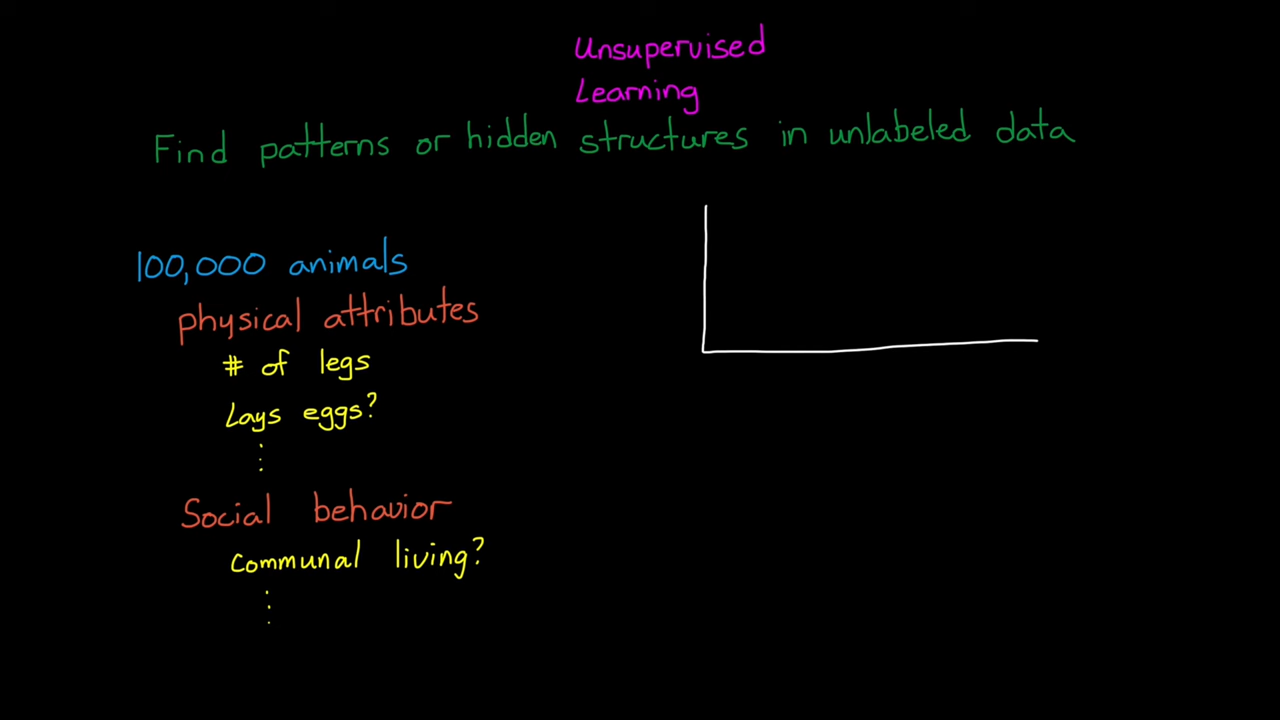 Unsupervised
Learning
Find patterns or hidden structures in unlabeled data
100,000 animals
physical attributes
# of legs
Lays eggs?
⋮
Social behavior
communal living?
⋮